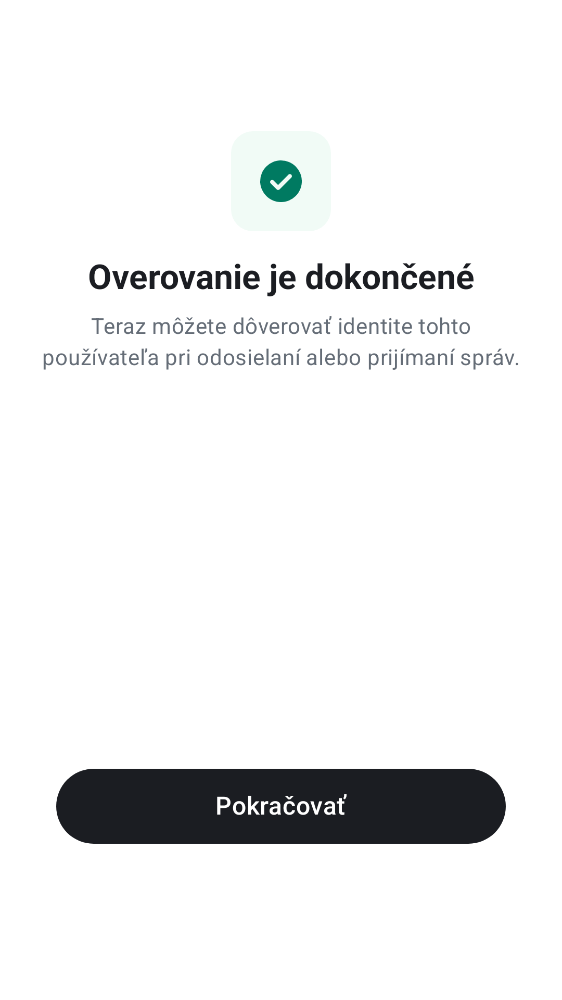 Overovanie je dokončené
Teraz môžete dôverovať identite tohto
používateľa pri odosielaní alebo prijímaní správ.
Pokračovať